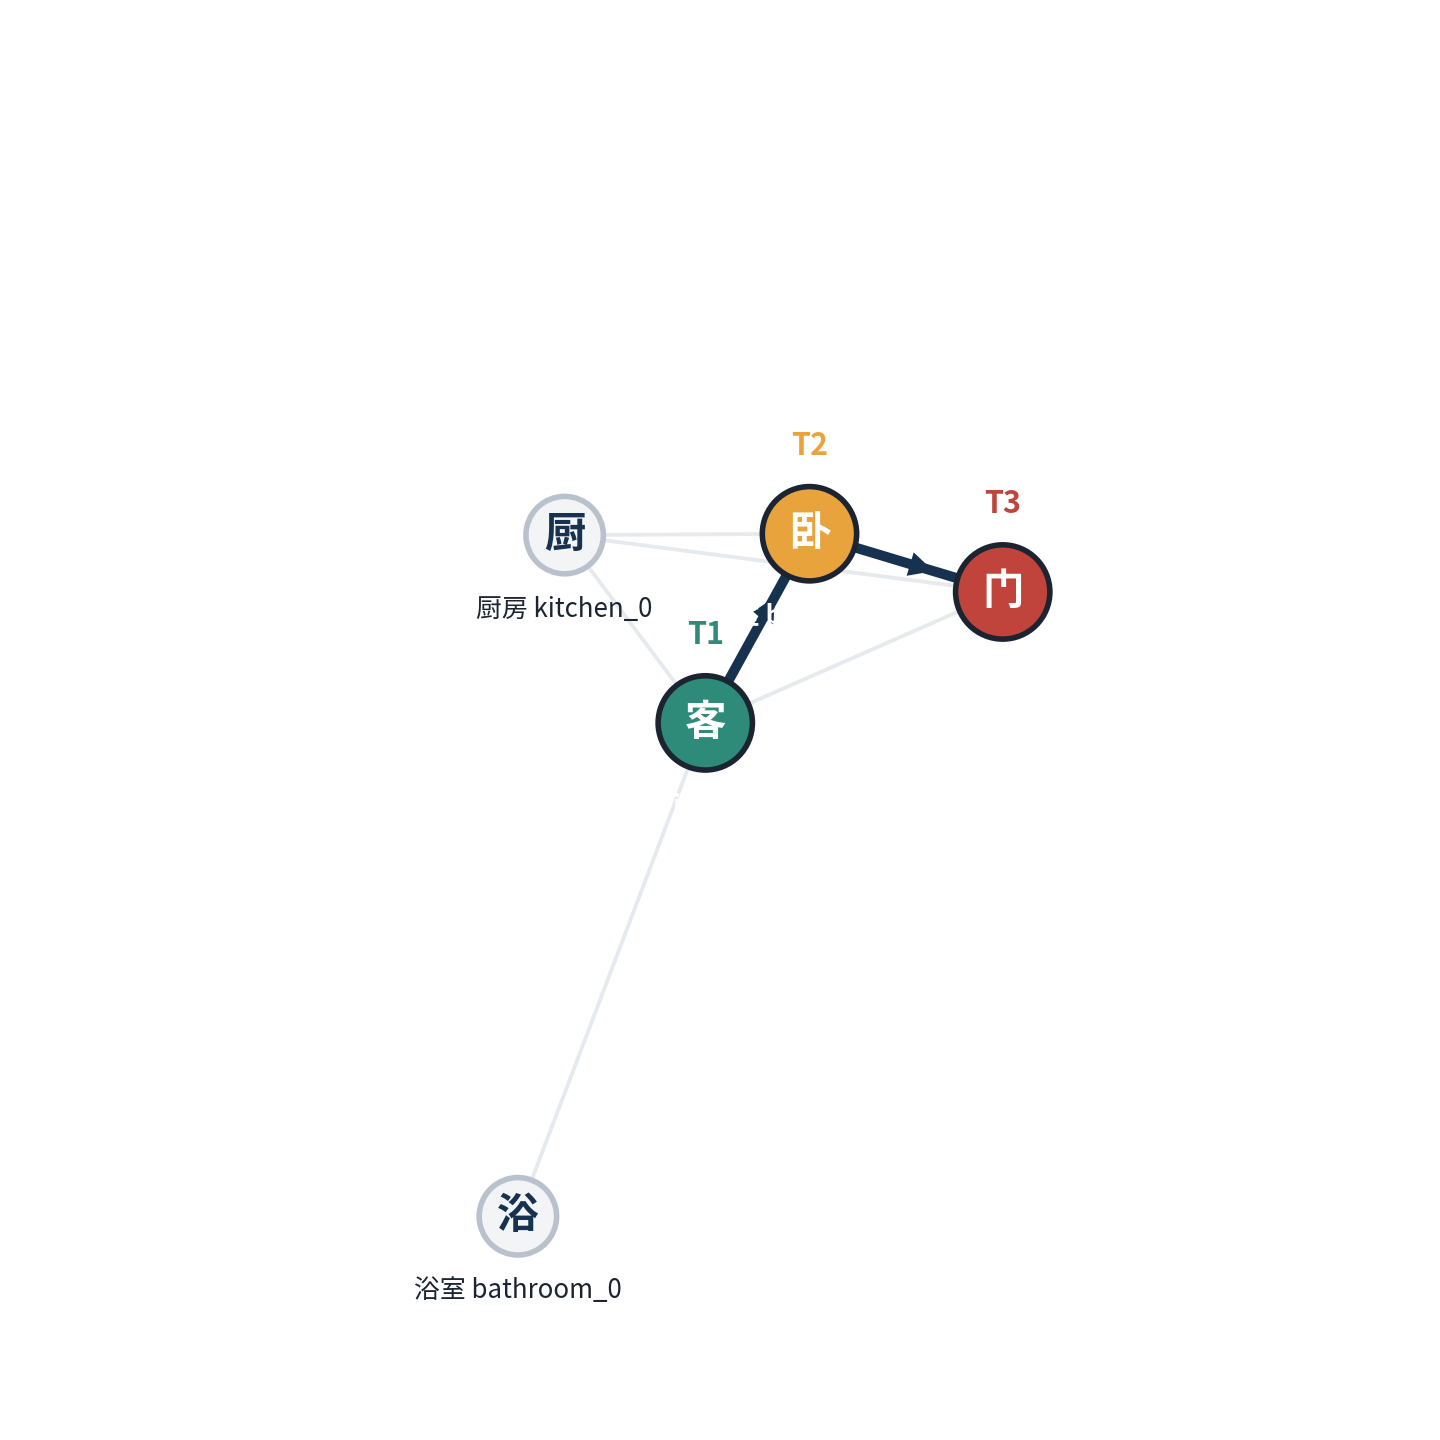 T2
T3
厨
卧
门
厨房 kitchen_0
T1
客
浴
浴室 bathroom_0